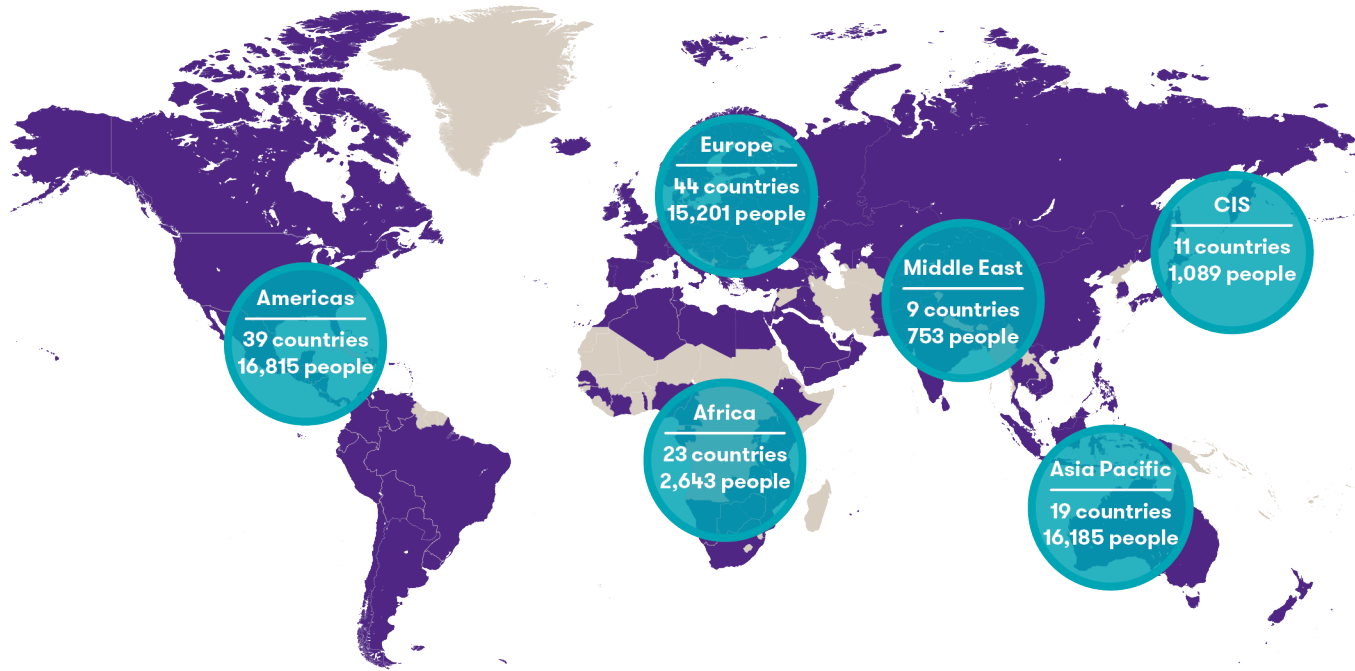 Europe
44 countries
15,201 people
CIS
11 countries
1,089 people
Middle East
9 countries
753 people
Americas
39 countries
16,815 people
Africa
23 countries
2,643 people
Asia Pacific
19 countries
16,185 people